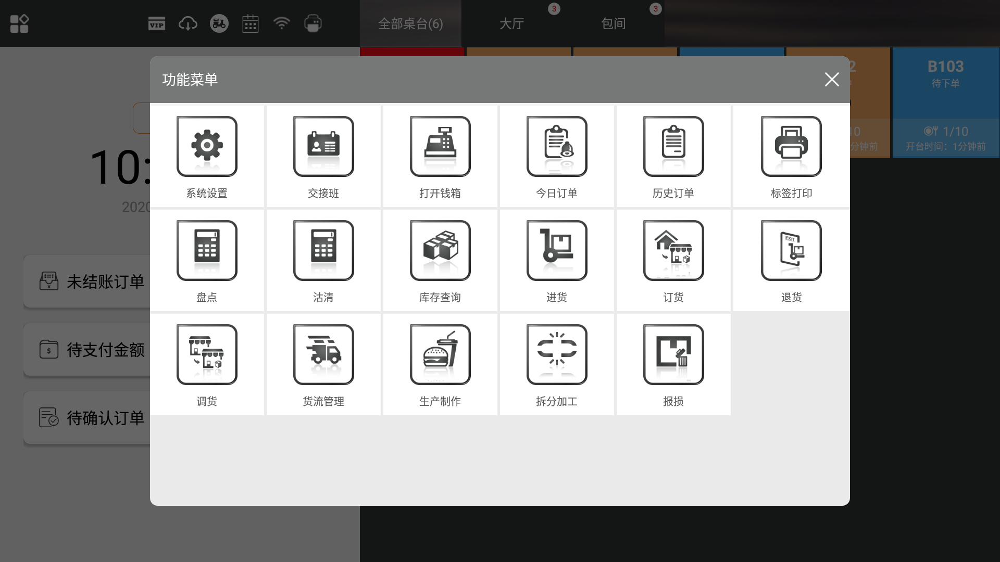 VIP
全部桌台(6)
大厅
3
包间
3
B103
待下单
1/10
开台时间：1分钟前
分钟前
功能菜单
系统设置
交接班
打开钱箱
今日订单
历史订单
标签打印
盘点
沽清
库存查询
进货
订货
EXIT
退货
调货
货流管理
生产制作
拆分加工
报损
10:
2020
未结账订单
待支付金额
待确认订单